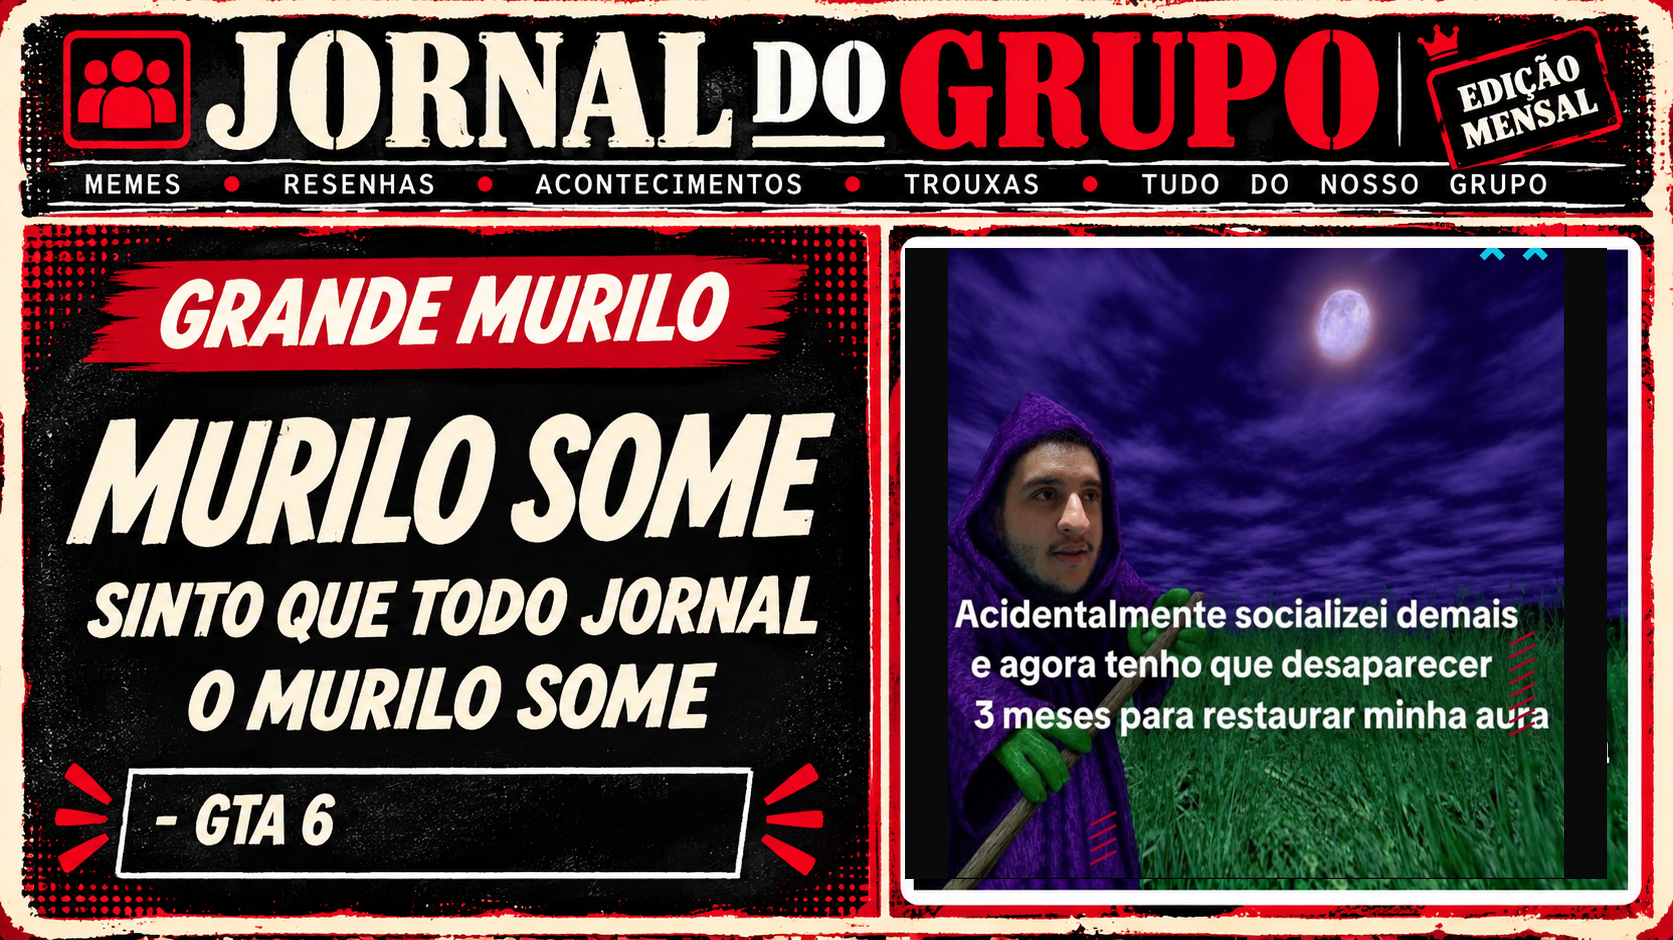 JORNAL DO GRUPO
EDIÇÃO
MENSAL
MEMES • RESENHAS • ACONTECIMENTOS • TROUXAS • TUDO DO NOSSO GRUPO
GRANDE MURILO
MURILO SOME
SINTO QUE TODO JORNAL
O MURILO SOME
- GTA 6
Acidentalmente socializei demais
e agora tenho que desaparecer
3 meses para restaurar minha aura